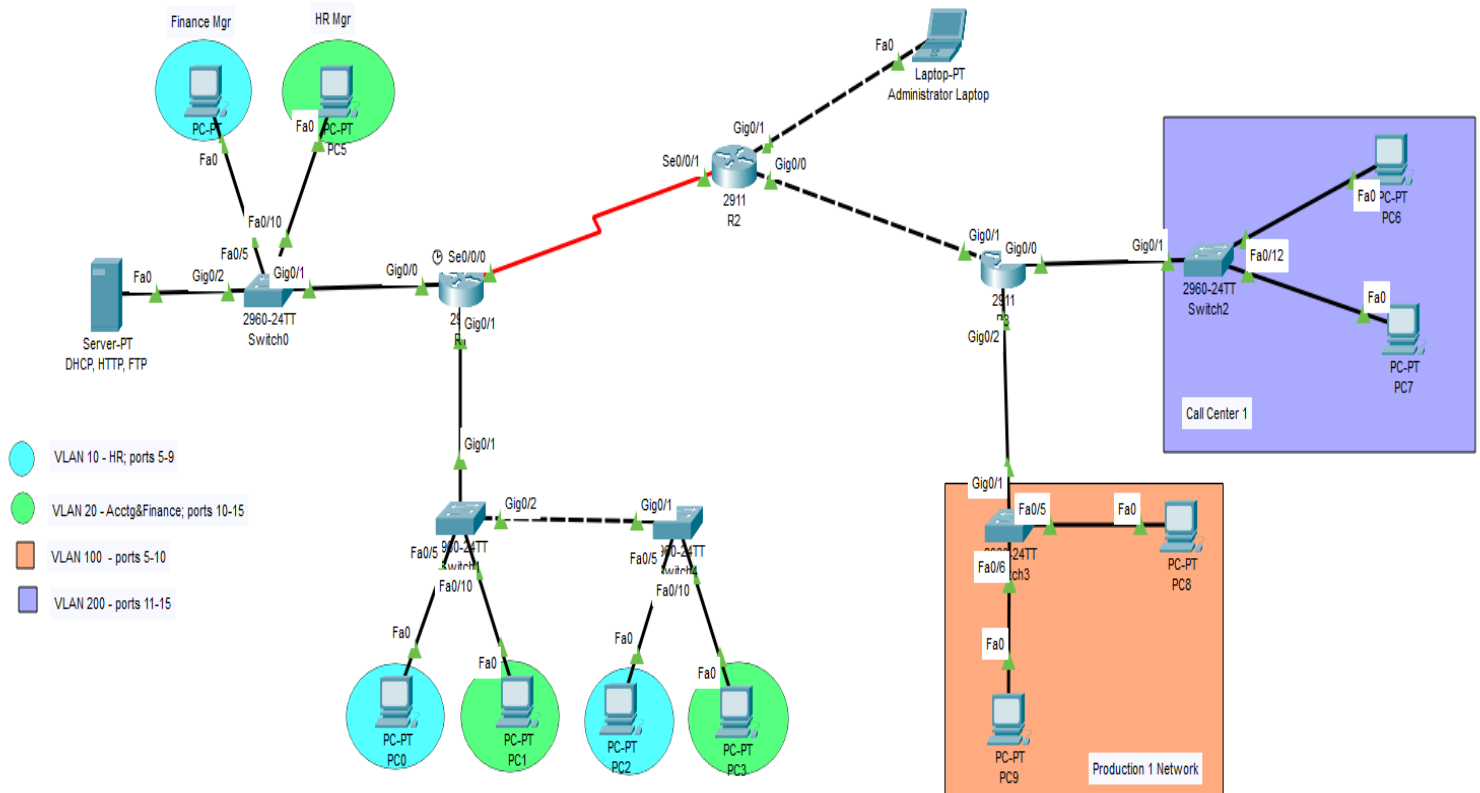 Finance Mgr
HR Mgr
PC-PT
Fa0
Fa0
PC-PT
PC5
Fa0/5
Fa0/10
Fa0
Gig0/2
Gig0/1
Server-PT
DHCP, HTTP, FTP
2960-24TT
Switch0
Gig0/0
Se0/0/0
Gig0/1
Se0/0/1
Gig0/1
Gig0/0
2911
R2
Fa0
Laptop-PT
Administrator Laptop
Gig0/1
Gig0/0
2911
Gig0/2
Gig0/1
2960-24TT
Switch2
Fa0/12
Fa0
PC-PT
PC6
Fa0
PC-PT
PC7
Call Center 1
VLAN 10 - HR; ports 5-9
VLAN 20 - Acctg&Finance; ports 10-15
VLAN 100 - ports 5-10
VLAN 200 - ports 11-15
Gig0/1
Gig0/2
Fa0/5
Fa0/10
Fa0
PC-PT
PC0
Fa0
PC-PT
PC1
Gig0/1
Fa0/5
Fa0/10
Fa0
PC-PT
PC2
Fa0
PC-PT
PC3
Gig0/1
Fa0/5
Fa0
PC-PT
PC8
Fa0/6
Fa0
PC-PT
PC9
Production 1 Network